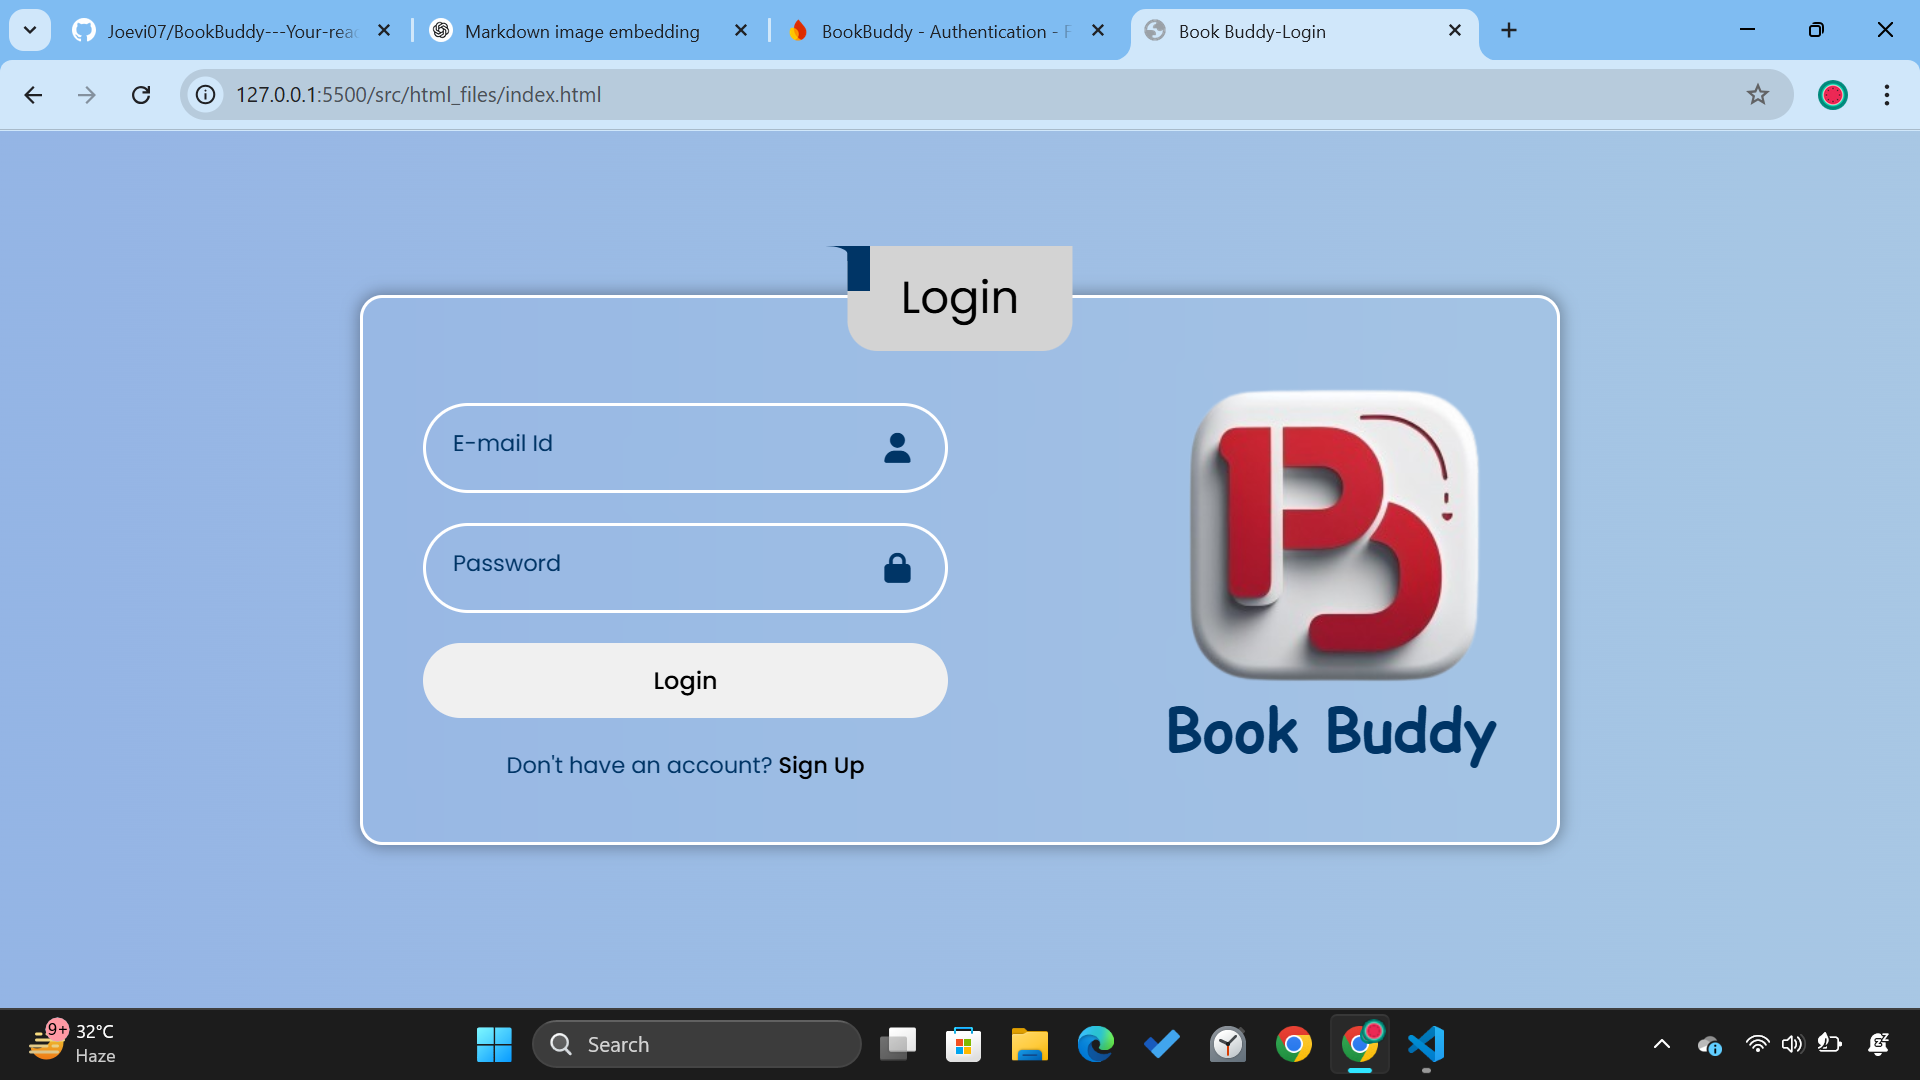 Joevi07/BookBuddy---Your-rea
Markdown image embedding
BookBuddy - Authentication - F
Book Buddy-Login
127.0.0.1:5500/src/html_files/index.html
Login
E-mail Id
Password
Login
Don't have an account? Sign Up
Book Buddy
9+
32°C
Haze
Search